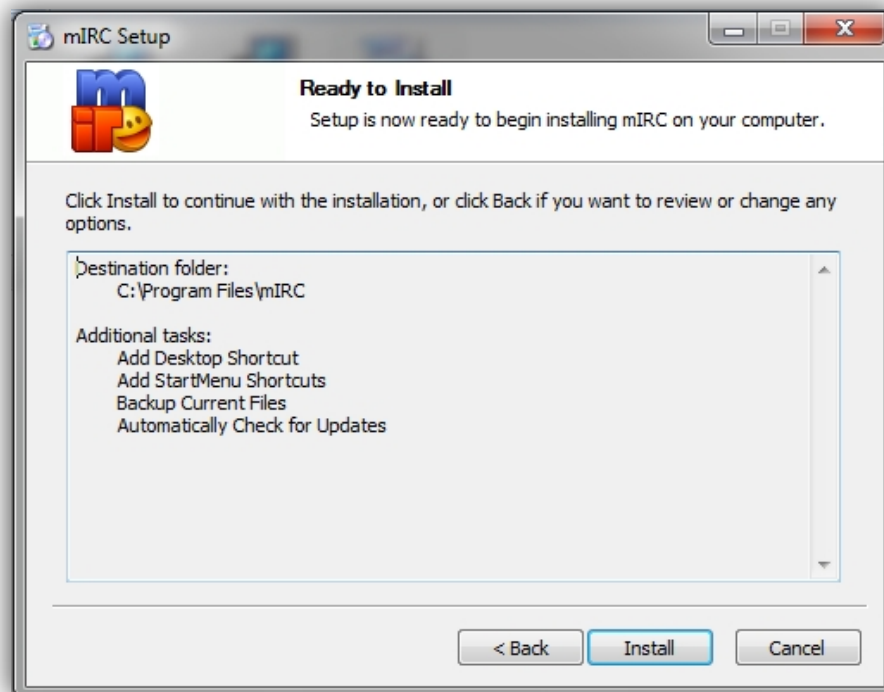 mIRC Setup
mirc
Ready to Install
Setup is now ready to begin installing mIRC on your computer.
Click Install to continue with the installation, or click Back if you want to review or change any
options.
Destination folder:
C:\Program Files\mIRC
Additional tasks:
Add Desktop Shortcut
Add StartMenu Shortcuts
Backup Current Files
Automatically Check for Updates
< Back
Install
Cancel